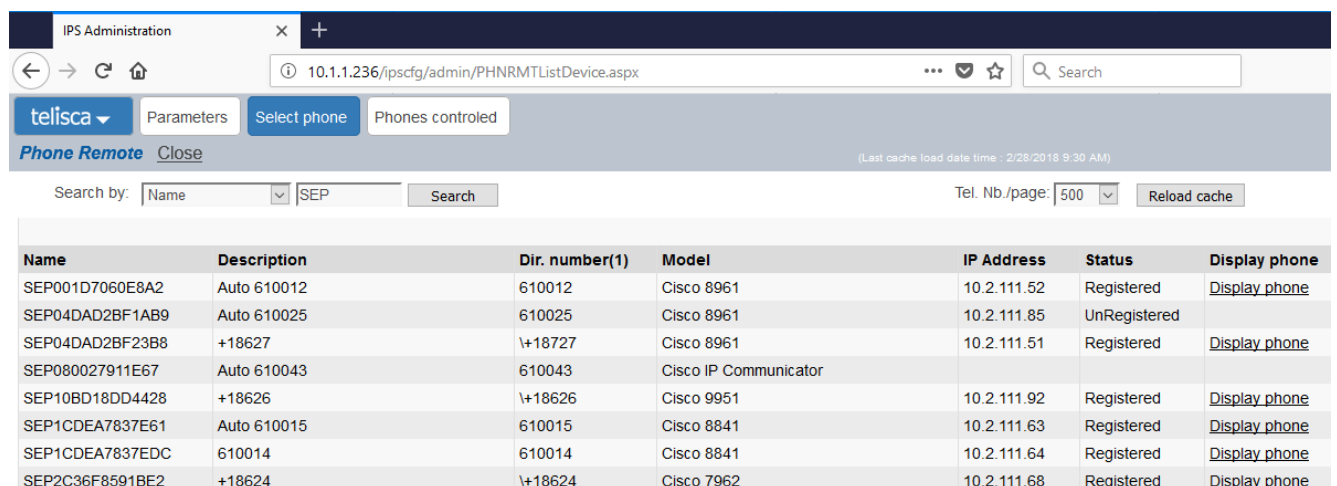 IPS Administration
10.1.1.236/ipscfg/admin/PHNRMTListDevice.aspx
Search
telisca Parameters Select phone Phones controled
Phone Remote Close (Last cache load date time : 2/28/2018 9:30 AM)
Search by: Name SEP Search Tel. Nb./page: 500 Reload cache
Name Description Dir. number(1) Model IP Address Status Display phone
SEP001D7060E8A2 Auto 610012 610012 Cisco 8961 10.2.111.52 Registered Display phone
SEP04DAD2BF1AB9 Auto 610025 610025 Cisco 8961 10.2.111.85 UnRegistered
SEP04DAD2BF23B8 +18627 \+18727 Cisco 8961 10.2.111.51 Registered Display phone
SEP080027911E67 Auto 610043 610043 Cisco IP Communicator
SEP10BD18DD4428 +18626 \+18626 Cisco 9951 10.2.111.92 Registered Display phone
SEP1CDEA7837E61 Auto 610015 610015 Cisco 8841 10.2.111.63 Registered Display phone
SEP1CDEA7837EDC 610014 610014 Cisco 8841 10.2.111.64 Registered Display phone
SEP2C36F8591BE2 +18624 \+18624 Cisco 7962 10.2.111.68 Registered Display phone